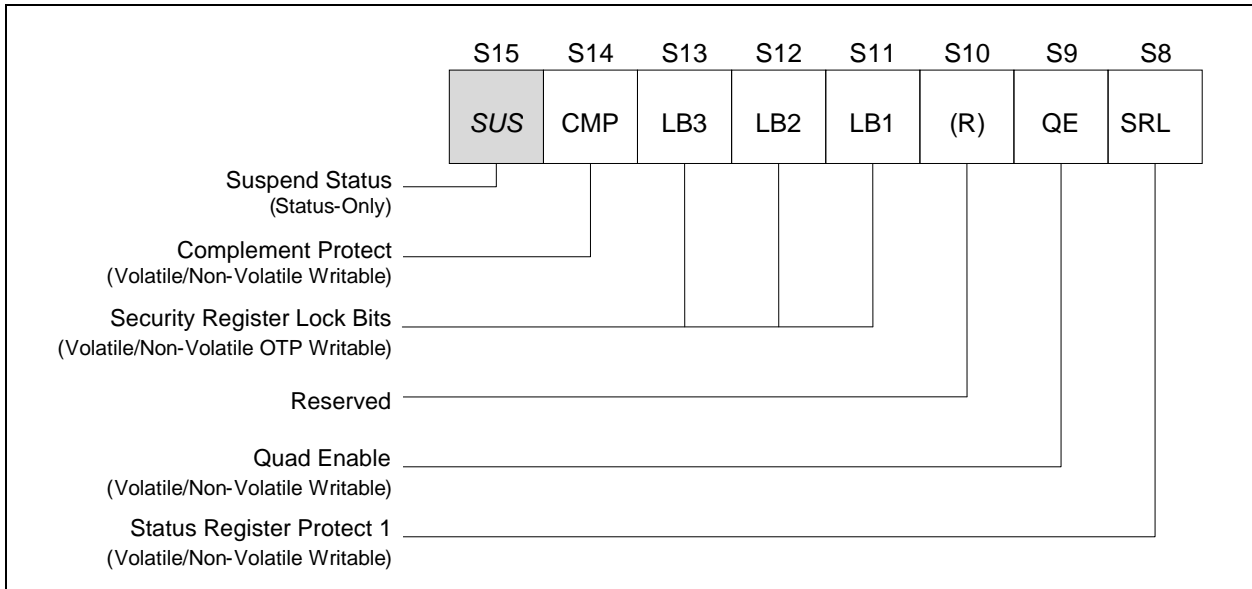 S15 S14 S13 S12 S11 S10 S9 S8
SUS CMP LB3 LB2 LB1 (R) QE SRL
Suspend Status
(Status-Only)
Complement Protect
(Volatile/Non-Volatile Writable)
Security Register Lock Bits
(Volatile/Non-Volatile OTP Writable)
Reserved
Quad Enable
(Volatile/Non-Volatile Writable)
Status Register Protect 1
(Volatile/Non-Volatile Writable)